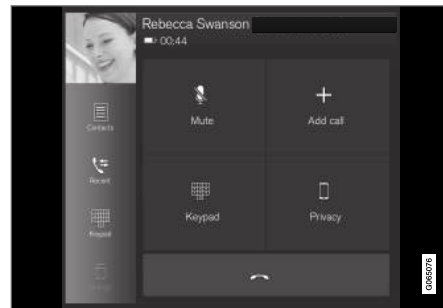 Rebecca Swanson
00:44
Contacts
Recent
Keypad
Mute
Add call
Keypad
Privacy
G065076